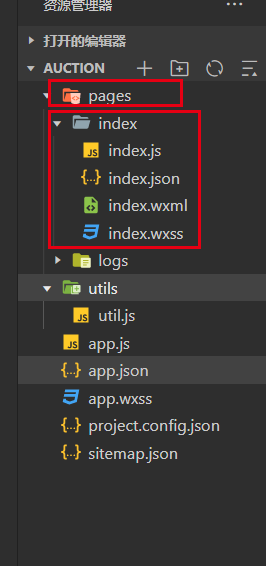 资源管理器
...
打开的编辑器
AUCTION
pages
index
JS index.js
{..} index.json
index.wxml
index.wxss
logs
utils
JS util.js
JS app.js
{..} app.json
app.wxss
{..} project.config.json
{..} sitemap.json